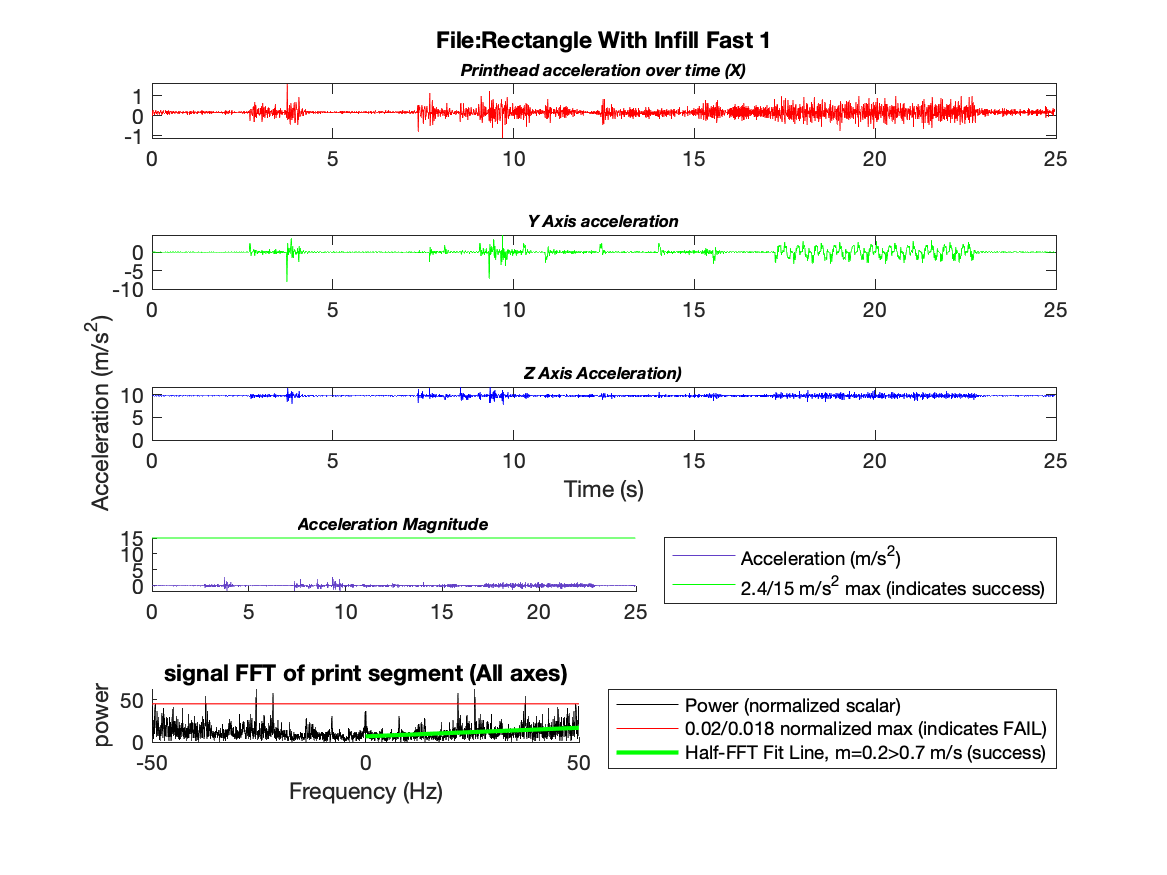 File:Rectangle With Infill Fast 1
Printhead acceleration over time (X)
1
0
-1
0 5 10 15 20 25
Y Axis acceleration
0
-5
-10
0 5 10 15 20 25
Acceleration (m/s2)
Z Axis Acceleration)
10
5
0
0 5 10 15 20 25
Time (s)
Acceleration Magnitude
15
10
5
0
0 5 10 15 20 25
Acceleration (m/s2)
2.4/15 m/s2 max (indicates success)
signal FFT of print segment (All axes)
power
50
0
-50 0 50
Frequency (Hz)
Power (normalized scalar)
0.02/0.018 normalized max (indicates FAIL)
Half-FFT Fit Line, m=0.2>0.7 m/s (success)